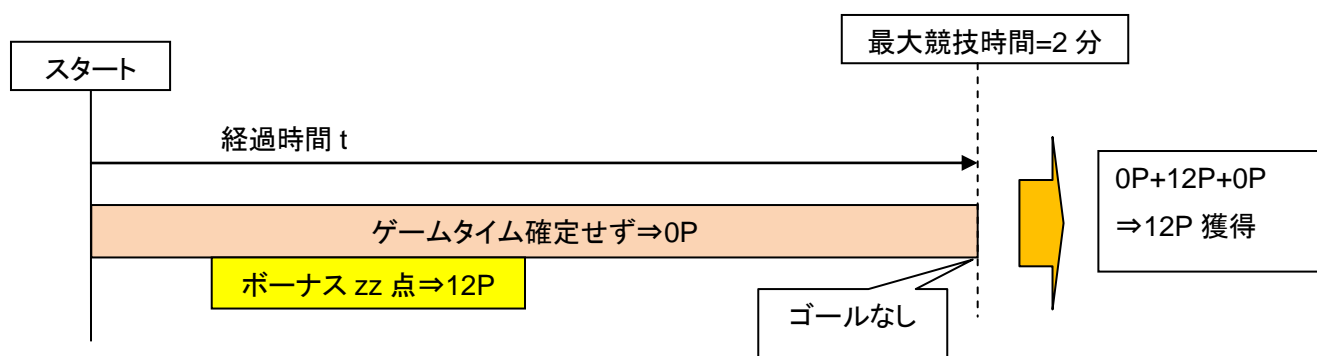 最大競技時間=2 分
スタート
経過時間 t
0P+12P+0P
⇒12P 獲得
ゲームタイム確定せず⇒0P
ボーナス zz 点⇒12P
ゴールなし